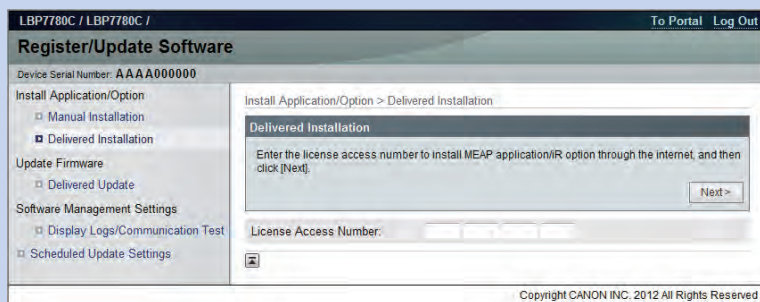 LBP7780C / LBP7780C /
To Portal Log Out
Register/Update Software
Device Serial Number: AAAA000000
Install Application/Option
Manual Installation
Delivered Installation
Update Firmware
Delivered Update
Software Management Settings
Display Logs/Communication Test
Scheduled Update Settings
Install Application/Option > Delivered Installation
Delivered Installation
Enter the license access number to install MEAP application/iR option through the internet, and then
click [Next].
Next >
License Access Number:
Copyright CANON INC. 2012 All Rights Reserved